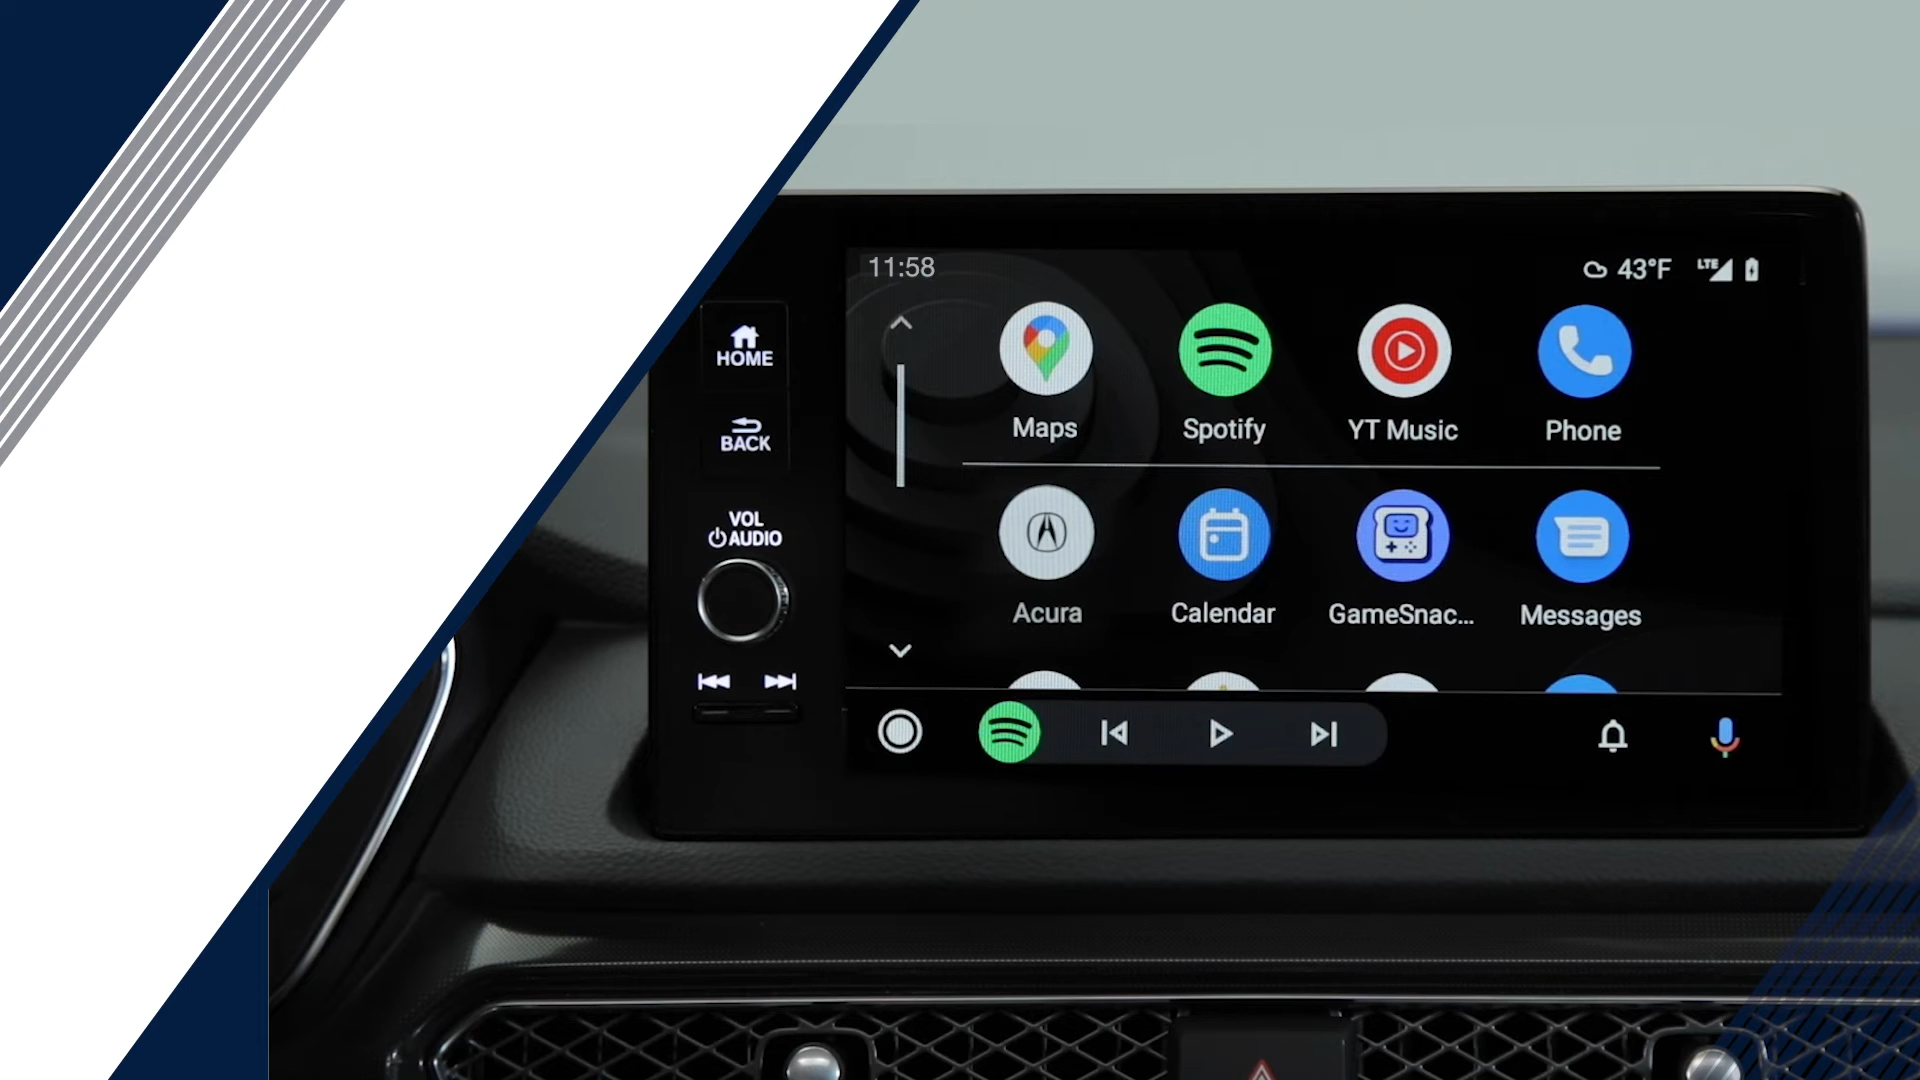 11:58
43°F
LTE
HOME
BACK
VOL
AUDIO
Maps
Spotify
YT Music
Phone
Acura
Calendar
GameSnac...
Messages